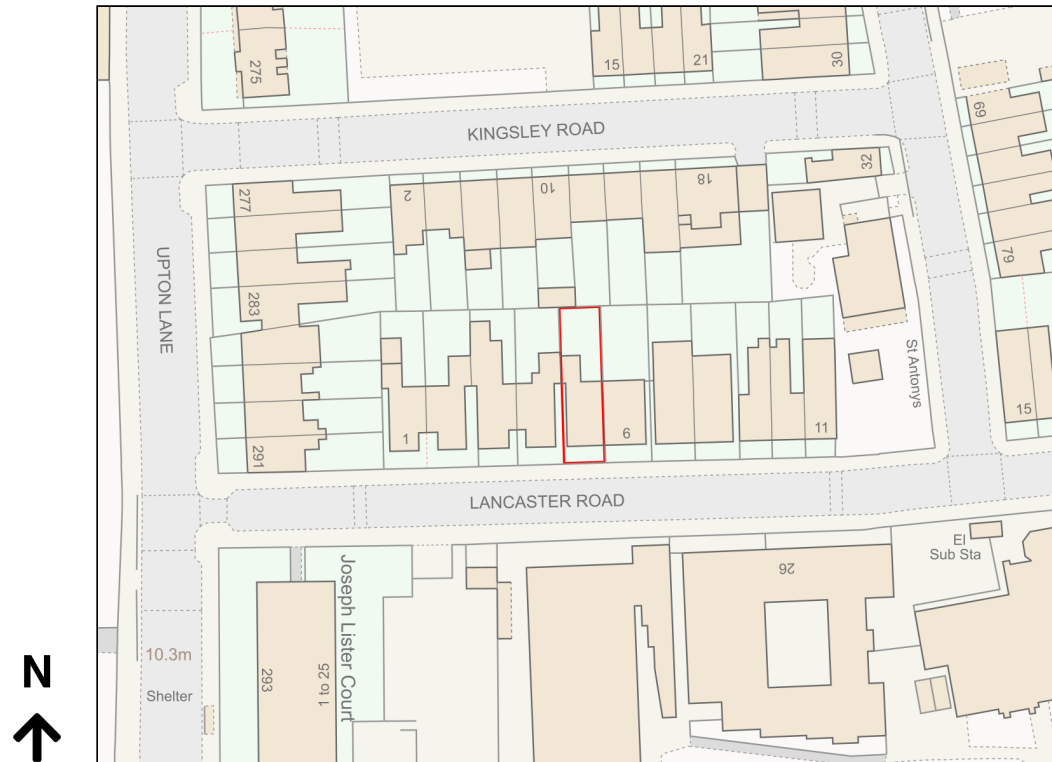 275
15
21
30
KINGSLEY ROAD
69
277
2
10
18
32
79
UPTON LANE
283
St Antonys
291
1
6
11
15
LANCASTER ROAD
El
Sub Sta
26
Joseph Lister Court
10.3m
Shelter
293
1 to 25
N